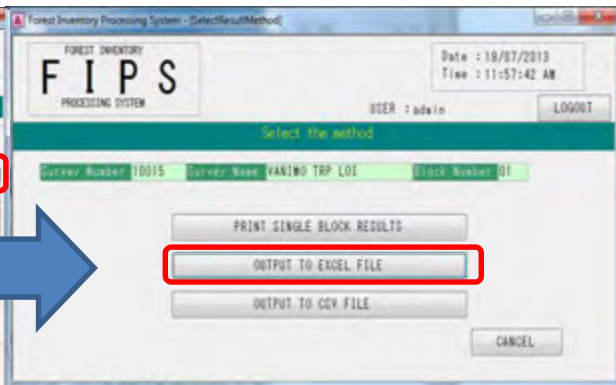 Forest Inventory Processing System - [SelectResultMethod]
FOREST INVENTORY
FIPS
PROCESSING SYSTEM
Date : 19/07/2013
Time : 11:57:42 AM
USER : admin
LOGOUT
Select the method
Survey Number 10015 Survey Name VANIMO TRP LOI Block Number 01
PRINT SINGLE BLOCK RESULTS
OUTPUT TO EXCEL FILE
OUTPUT TO CSV FILE
CANCEL